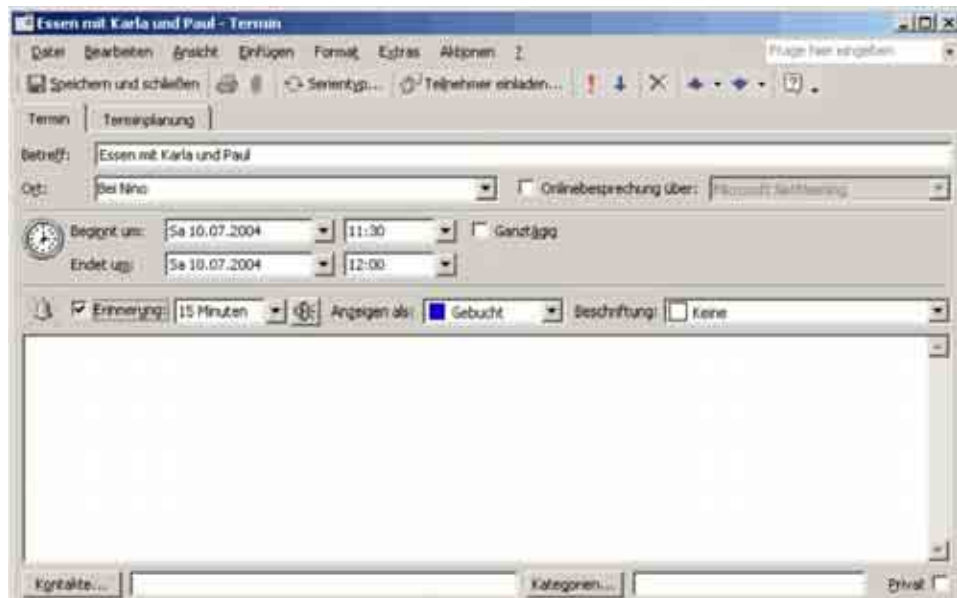 Essen mit Karla und Paul - Termin
Datei Bearbeiten Ansicht Einfügen Format Extras Aktionen ? Frage hier eingeben
Speichern und schließen Serientyp... Teilnehmer einladen...
Termin Terminplanung
Betreff: Essen mit Karla und Paul
Ort: Bei Nino Onlinebesprechung über: Microsoft NetMeeting
Beginnt um: Sa 10.07.2004 11:30 Ganztägig
Endet um: Sa 10.07.2004 12:00
Erinnerung: 15 Minuten Anzeigen als: Gebucht Beschriftung: Keine
Kontakte... Kategorien... Privat